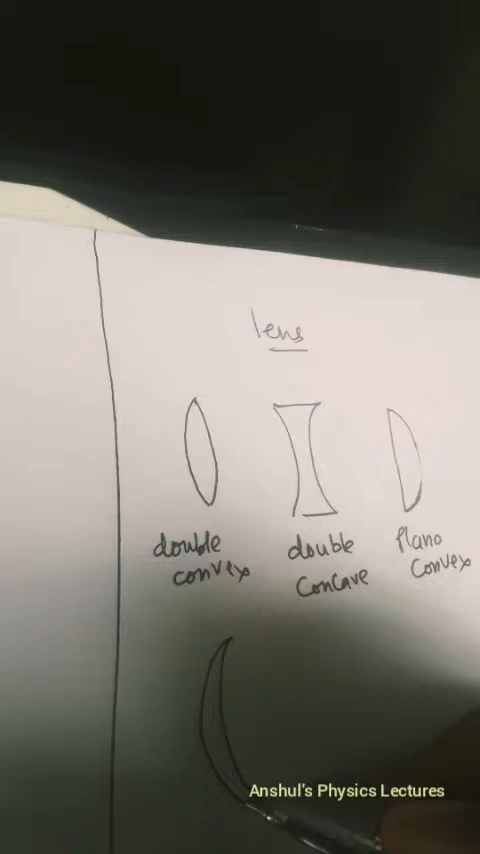 lens
double
convex
double
Concave
Plano
Convex
Anshul's Physics Lectures